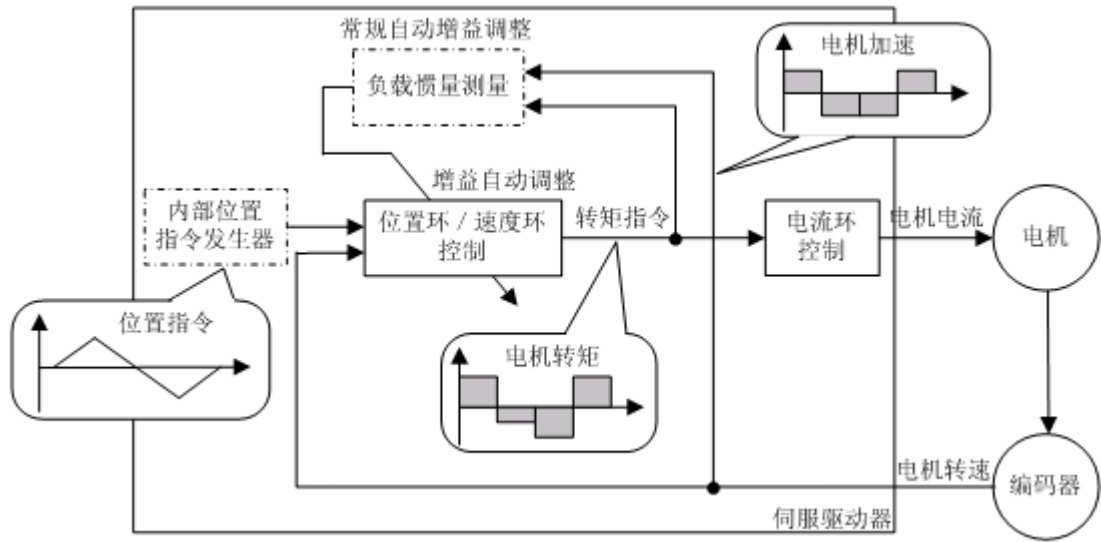 常规自动增益调整
负载惯量测量
电机加速
增益自动调整
内部位置
指令发生器
位置环/速度环
控制
转矩指令
电流环
控制
电机电流
电机
位置指令
电机转矩
电机转速
编码器
伺服驱动器